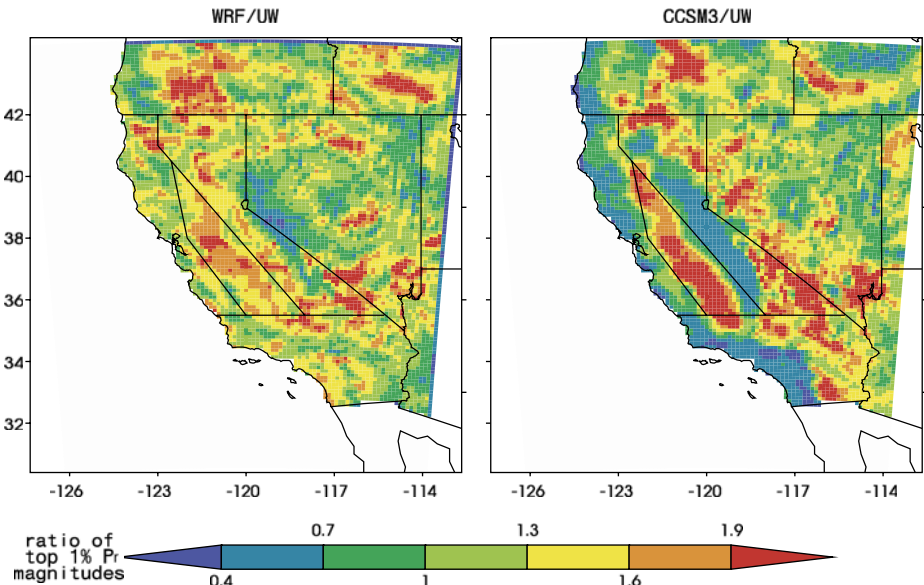 WRF/UW
CCSM3/UW
42
40
38
36
34
32
-126 -123 -120 -117 -114
-126 -123 -120 -117 -114
ratio of
top 1% Pr
magnitudes
0.7 1.3 1.9
0.4 1 1.6